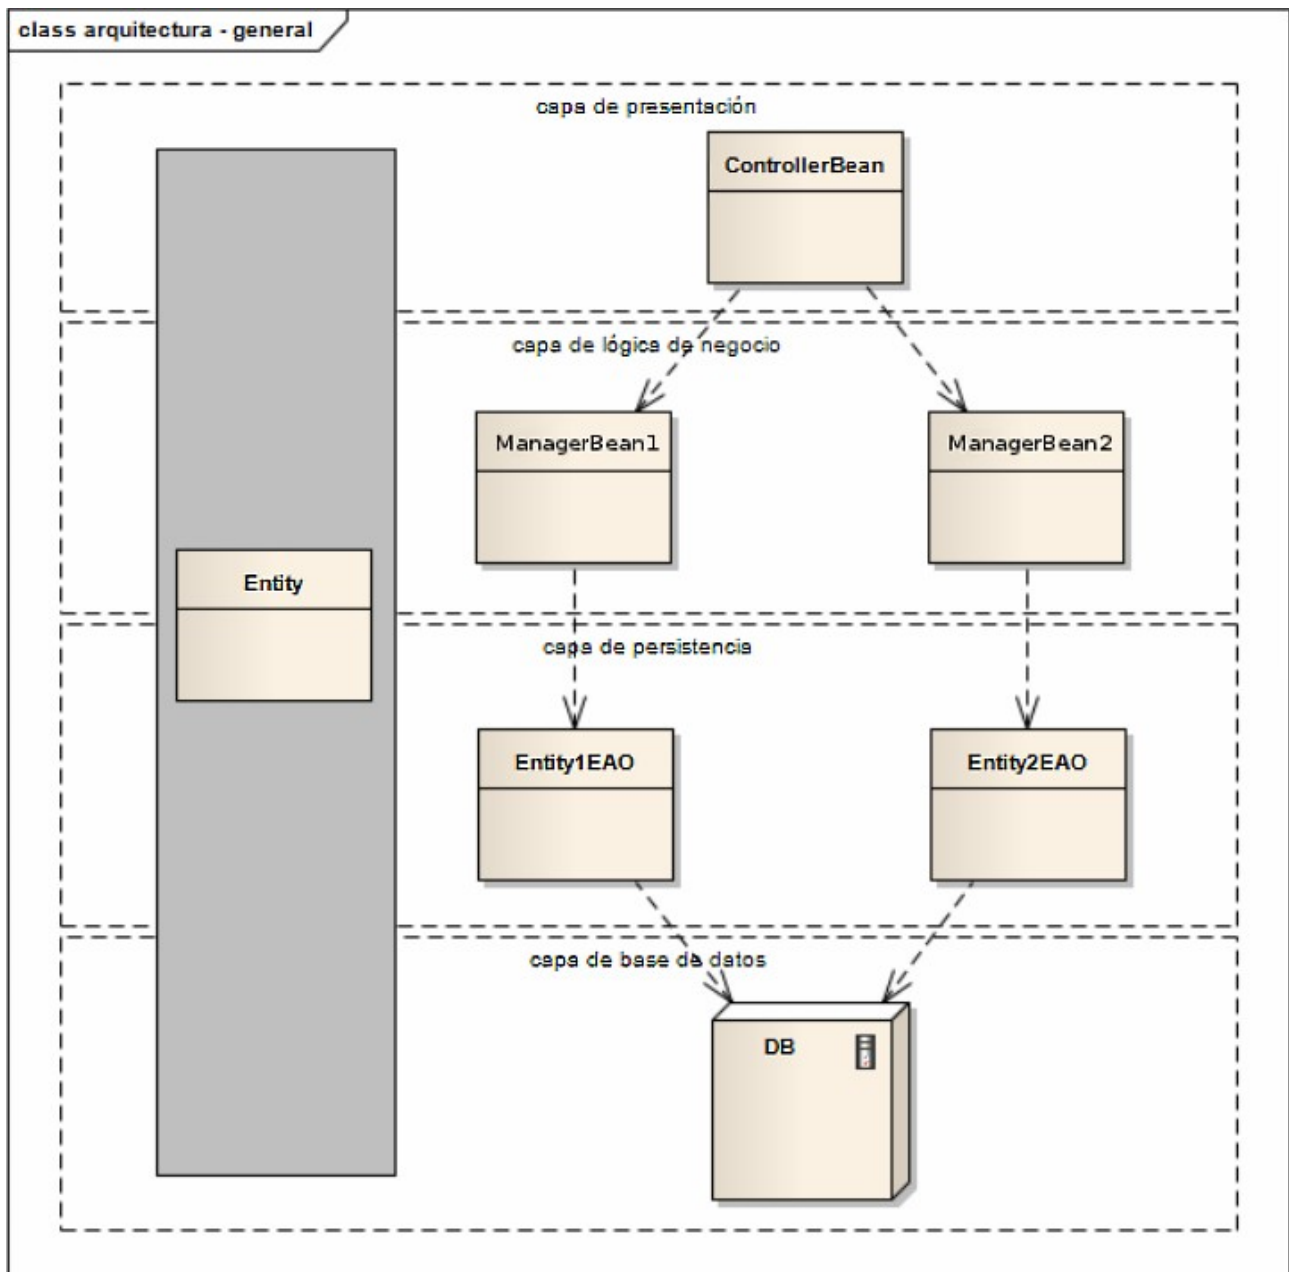 class arquitectura - general
capa de presentación
ControllerBean
capa de lógica de negocio
ManagerBean1
ManagerBean2
Entity
capa de persistencia
Entity1EAO
Entity2EAO
capa de base de datos
DB